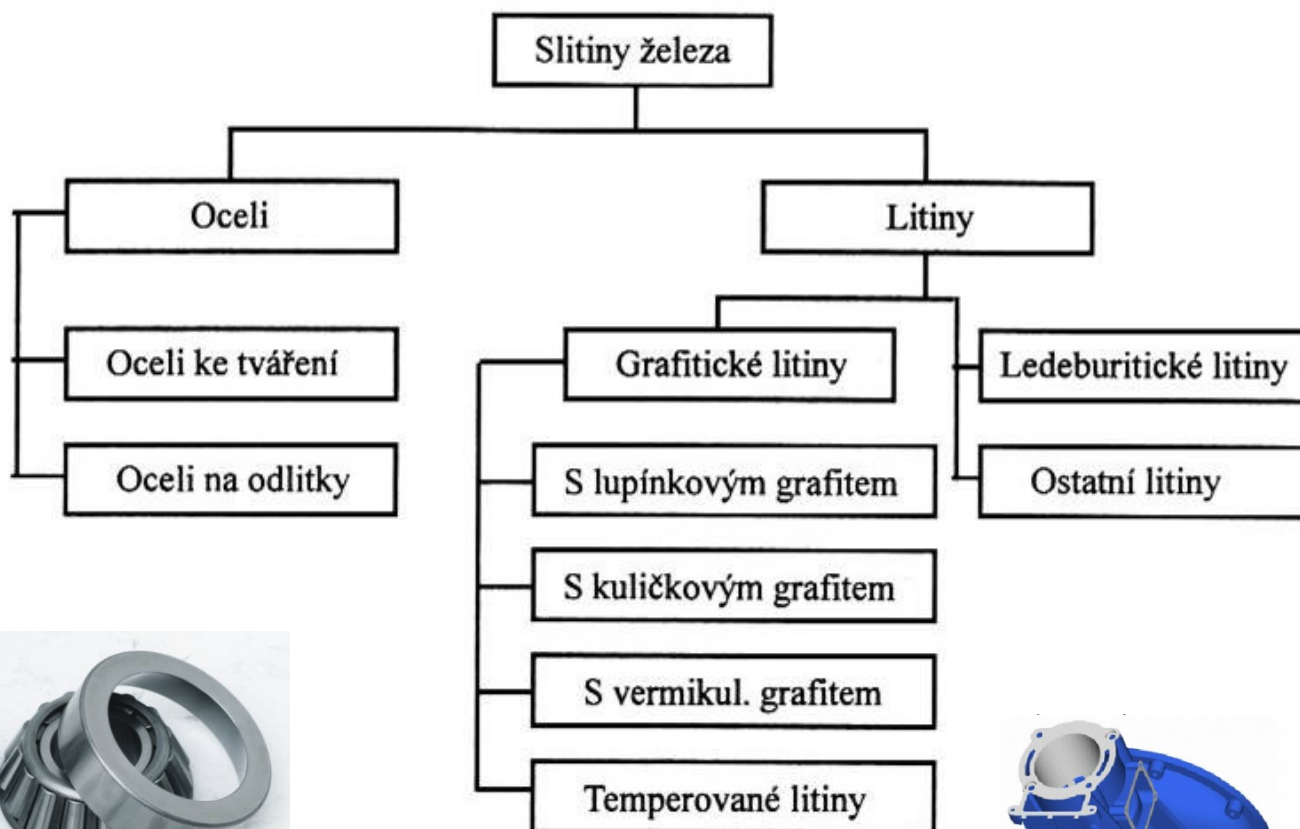 Slitiny železa
Oceli
Litiny
Oceli ke tváření
Grafitické litiny
Ledeburitické litiny
Oceli na odlitky
S lupínkovým grafitem
Ostatní litiny
S kuličkovým grafitem
S vermikul. grafitem
Temperované litiny